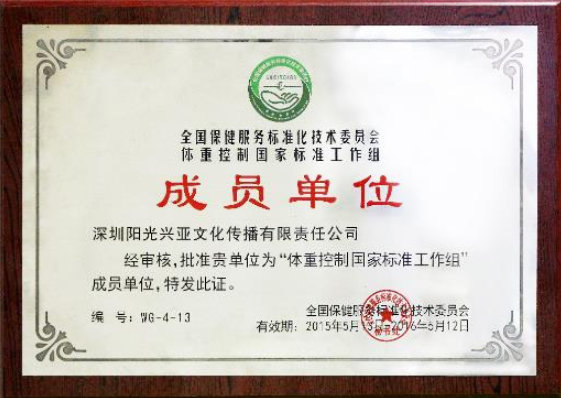 全国保健服务标准化技术委员会
体重控制国家标准工作组
成员单位
深圳阳光兴亚文化传播有限责任公司
经审核,批准贵单位为“体重控制国家标准工作组”
成员单位,特发此证。
编 号: WG-4-13
全国保健服务标准化技术委员会
有效期: 2015年5月13日-2016年5月12日